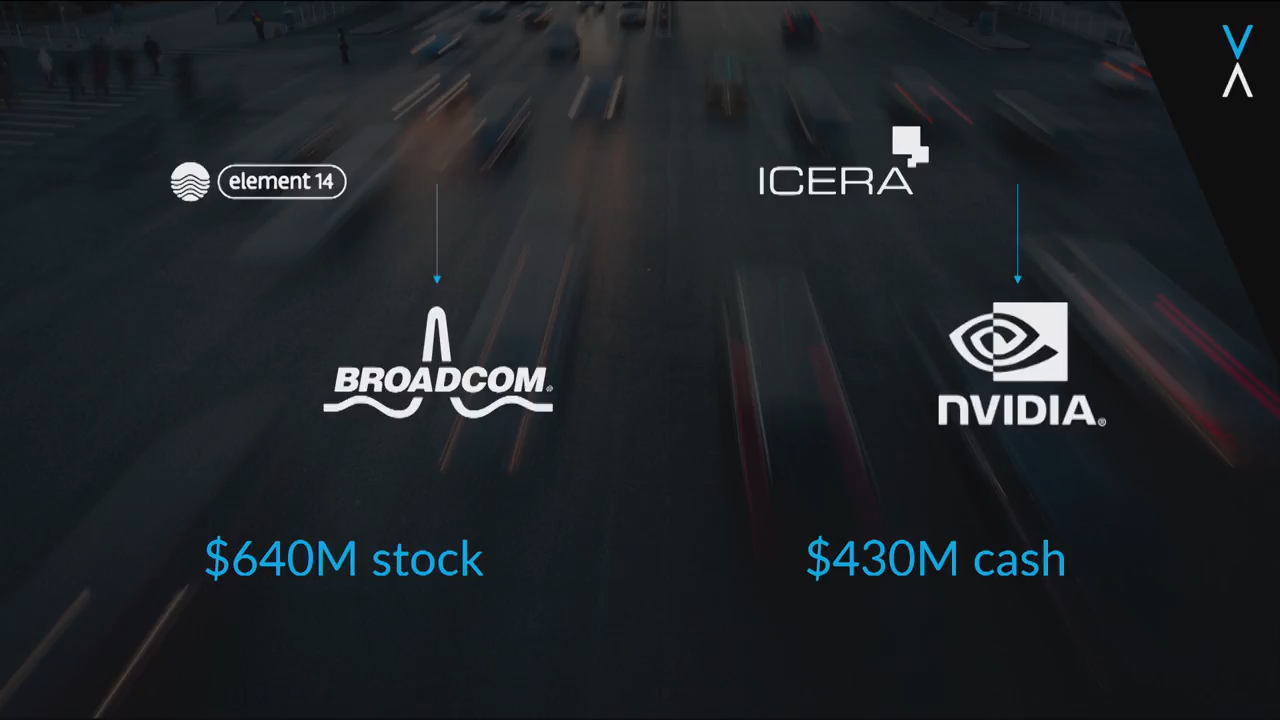 element 14
ICERA
BROADCOM®
NVIDIA®
$640M stock
$430M cash